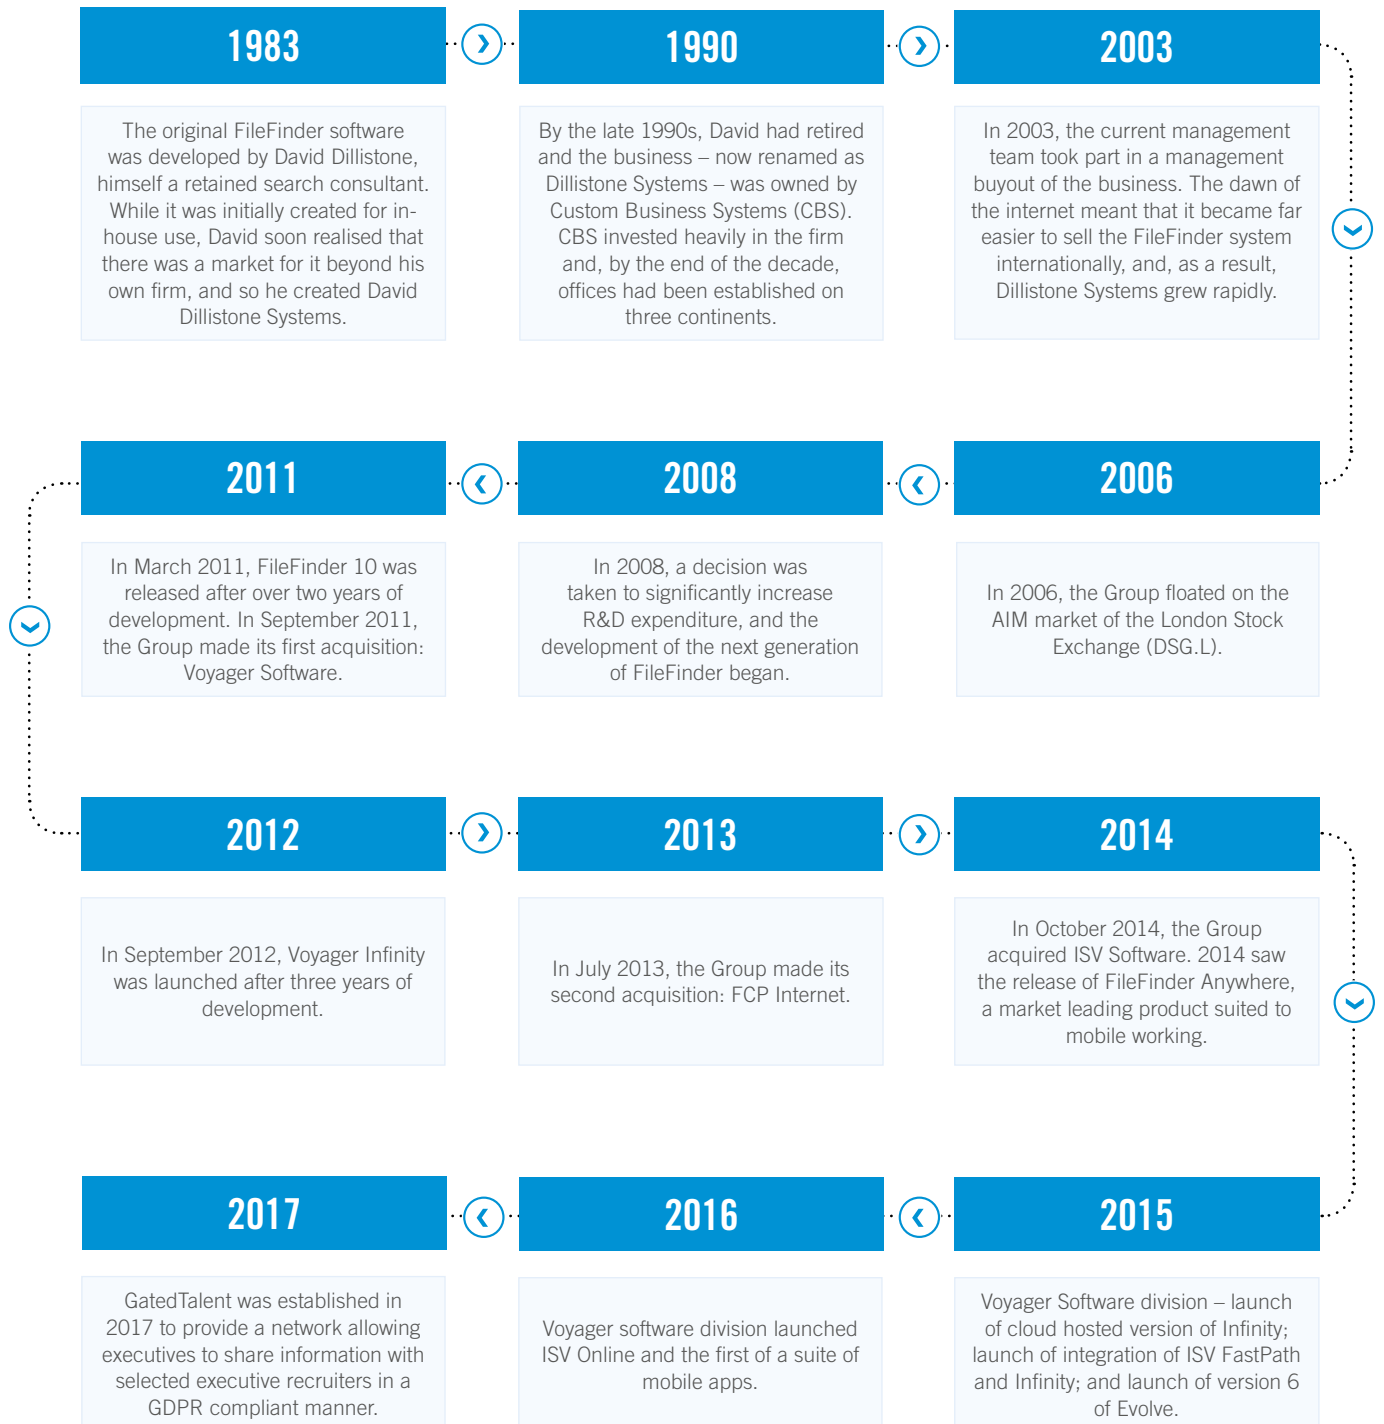 1983
The original FileFinder software
was developed by David Dillistone,
himself a retained search consultant.
While it was initially created for in-
house use, David soon realised that
there was a market for it beyond his
own firm, and so he created David
Dillistone Systems.
1990
By the late 1990s, David had retired
and the business – now renamed as
Dillistone Systems – was owned by
Custom Business Systems (CBS).
CBS invested heavily in the firm
and, by the end of the decade,
offices had been established on
three continents.
2003
In 2003, the current management
team took part in a management
buyout of the business. The dawn of
the internet meant that it became far
easier to sell the FileFinder system
internationally, and, as a result,
Dillistone Systems grew rapidly.
2006
In 2006, the Group floated on the
AIM market of the London Stock
Exchange (DSG.L).
2008
In 2008, a decision was
taken to significantly increase
R&D expenditure, and the
development of the next generation
of FileFinder began.
2011
In March 2011, FileFinder 10 was
released after over two years of
development. In September 2011,
the Group made its first acquisition:
Voyager Software.
2012
In September 2012, Voyager Infinity
was launched after three years of
development.
2013
In July 2013, the Group made its
second acquisition: FCP Internet.
2014
In October 2014, the Group
acquired ISV Software. 2014 saw
the release of FileFinder Anywhere,
a market leading product suited to
mobile working.
2015
Voyager Software division – launch
of cloud hosted version of Infinity;
launch of integration of ISV FastPath
and Infinity; and launch of version 6
of Evolve.
2016
Voyager software division launched
ISV Online and the first of a suite of
mobile apps.
2017
GatedTalent was established in
2017 to provide a network allowing
executives to share information with
selected executive recruiters in a
GDPR compliant manner.